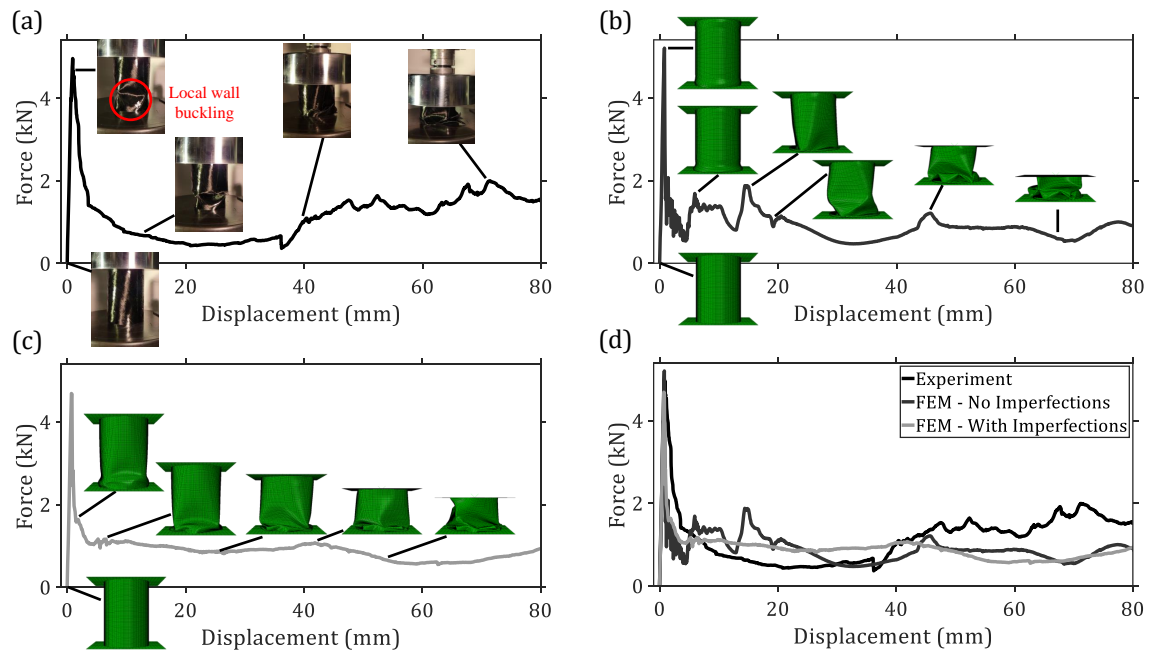 (a)
Force (kN)
4
2
0
Local wall
buckling
0
20
40
60
80
Displacement (mm)
(b)
Force (kN)
4
2
0
0
20
40
60
80
Displacement (mm)
(c)
Force (kN)
4
2
0
0
20
40
60
80
Displacement (mm)
(d)
Force (kN)
4
2
0
Experiment
FEM - No Imperfections
FEM - With Imperfections
0
20
40
60
80
Displacement (mm)